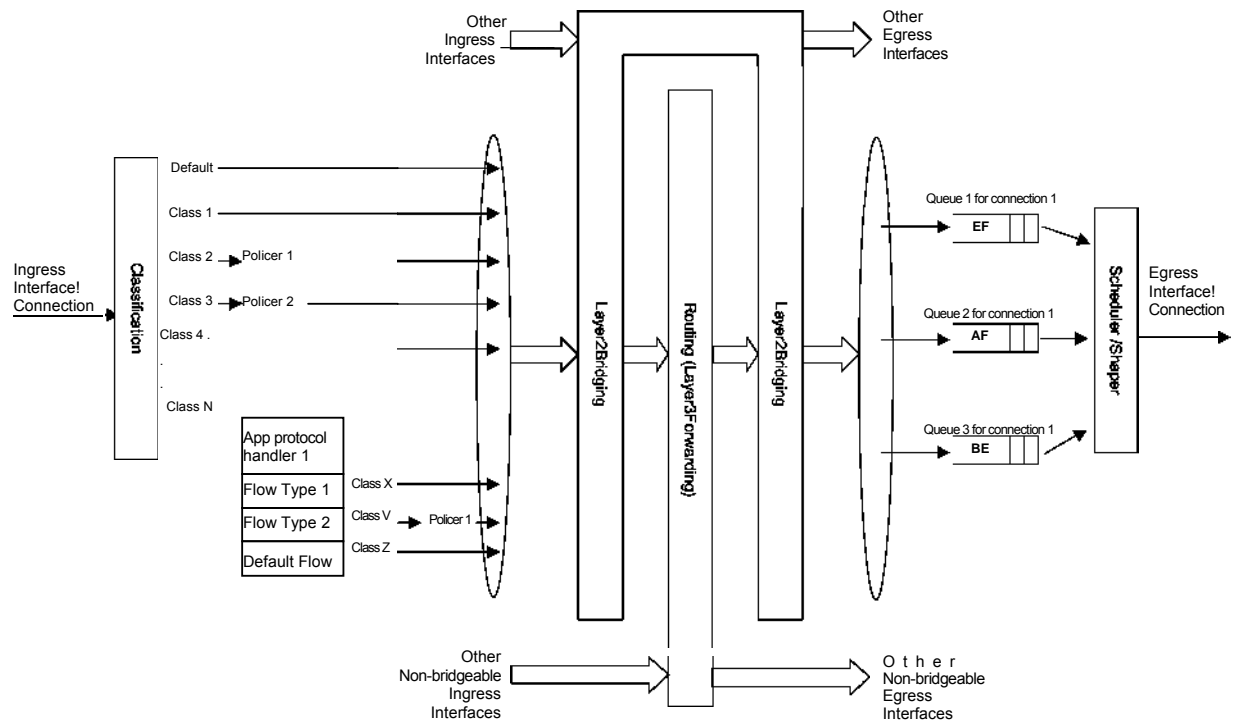 Other
Ingress
Interfaces
Other
Egress
Interfaces
Ingress
Interface!
Connection
Classification
Default
Class 1
Class 2
Policer 1
Class 3
Policer 2
Class 4 .
.
.
Class N
App protocol
handler 1
Flow Type 1
Flow Type 2
Default Flow
Class X
Class V
Policer 1
Class Z
Layer2Bridging
Routing (Layer3Forwarding)
Layer2Bridging
Queue 1 for connection 1
EF
Queue 2 for connection 1
AF
Queue 3 for connection 1
BE
Scheduler /Shaper
Egress
Interface!
Connection
Other
Non-bridgeable
Ingress
Interfaces
O t h e r
Non-bridgeable
Egress
Interfaces